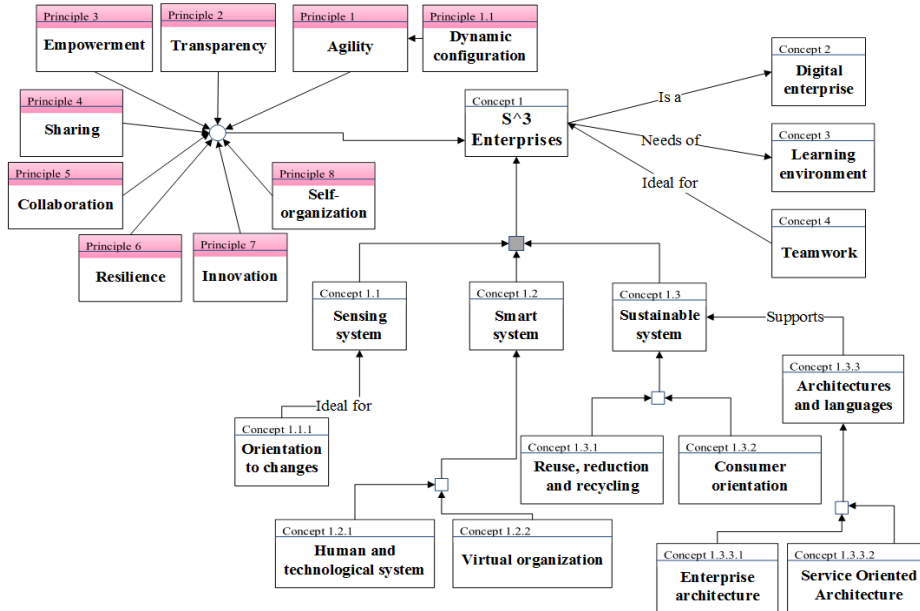 Principle 3
Empowerment
Principle 2
Transparency
Principle 1
Agility
Principle 1.1
Dynamic
configuration
Principle 4
Sharing
Principle 5
Collaboration
Principle 8
Self-
organization
Principle 6
Resilience
Principle 7
Innovation
Concept 1
S^3
Enterprises
Is a
Needs of
Ideal for
Concept 2
Digital
enterprise
Concept 3
Learning
environment
Concept 4
Teamwork
Concept 1.1
Sensing
system
Concept 1.2
Smart
system
Concept 1.3
Sustainable
system
Supports
Concept 1.3.3
Architectures
and languages
Ideal for
Concept 1.1.1
Orientation
to changes
Concept 1.3.1
Reuse, reduction
and recycling
Concept 1.3.2
Consumer
orientation
Concept 1.2.1
Human and
technological system
Concept 1.2.2
Virtual organization
Concept 1.3.3.1
Enterprise
architecture
Concept 1.3.3.2
Service Oriented
Architecture